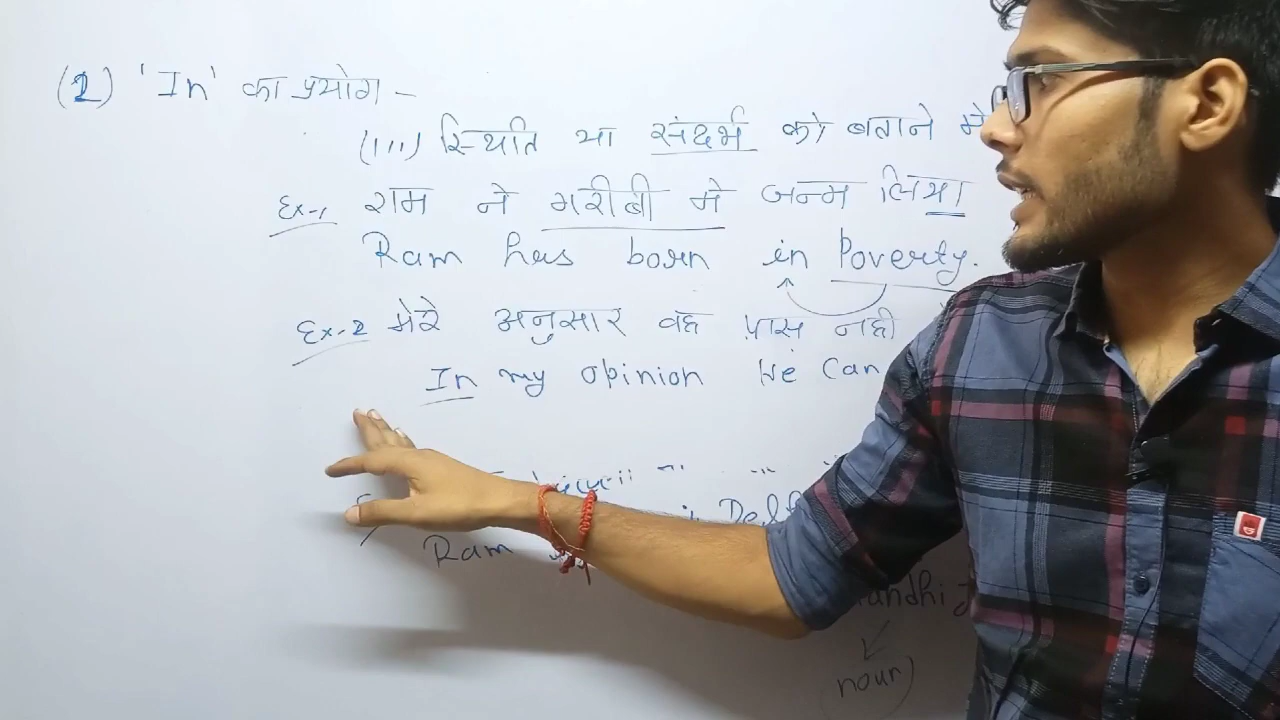 (2) 'In' का प्रयोग -
(iii) स्थिति या संदर्भ को बताने मे
Ex-1 राम ने गरीबी मे जन्म लिया
Ram has born in Poverty.
Ex-2 मेरे अनुसार वह पास नही
In my opinion He Can
Ram
Gandhi J
noun